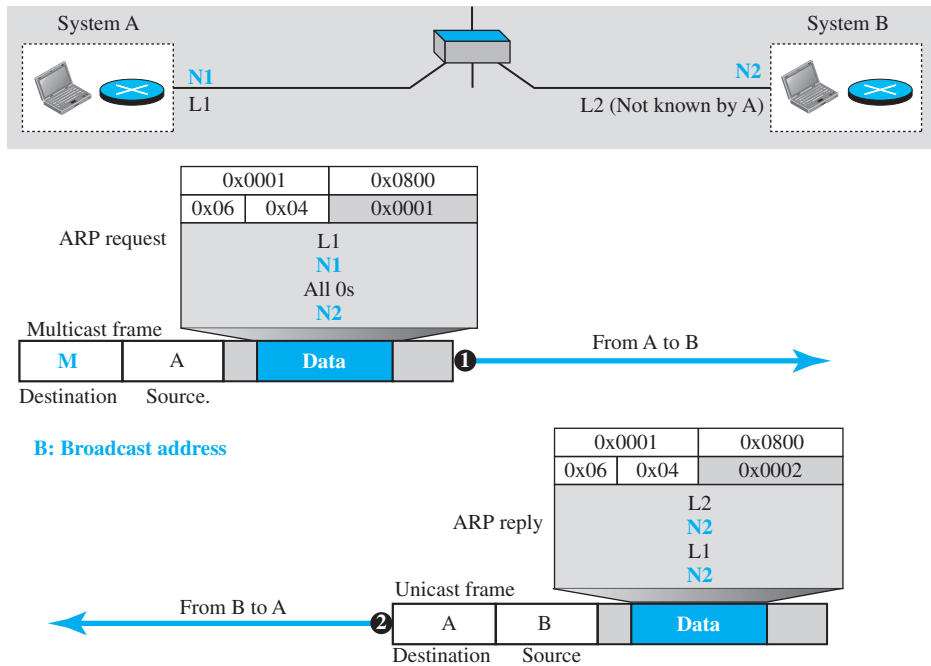 System A
System B
N1
N2
L1
L2 (Not known by A)
0x0001 0x0800
0x06 0x04 0x0001
ARP request
L1
N1
All 0s
N2
Multicast frame
M A Data
1
From A to B
Destination Source.
B: Broadcast address
0x0001 0x0800
0x06 0x04 0x0002
ARP reply
L2
N2
L1
N2
Unicast frame
From B to A
2
A B Data
Destination Source